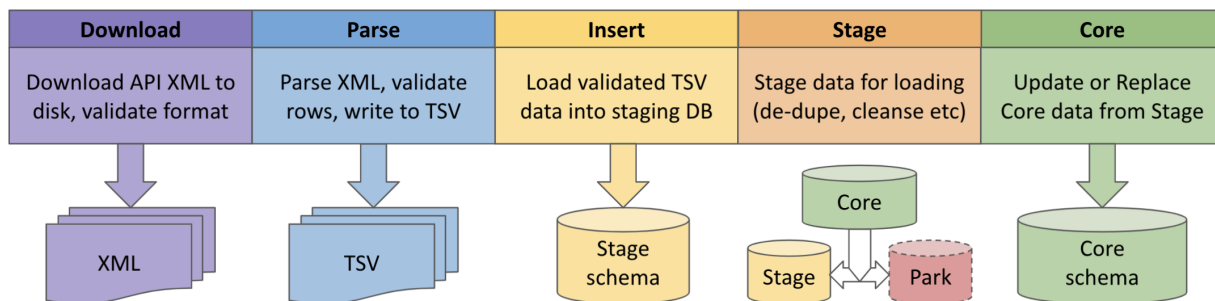 Download
Parse
Insert
Stage
Core
Download API XML to
disk, validate format
Parse XML, validate
rows, write to TSV
Load validated TSV
data into staging DB
Stage data for loading
(de-dupe, cleanse etc)
Update or Replace
Core data from Stage
XML
TSV
Stage
schema
Core
Stage
Park
Core
schema